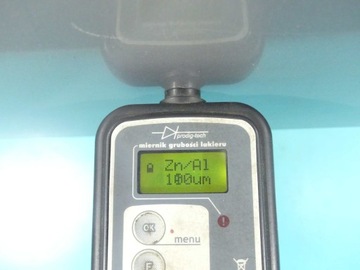 prodig-tech
miernik grubości lakieru
Zn/Al
100um
OK
menu
F